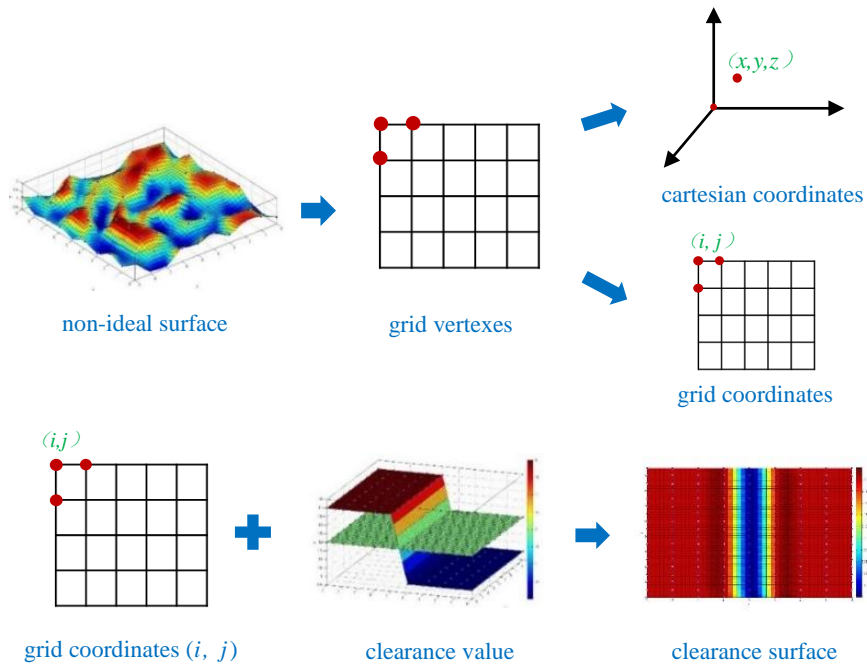 (x,y,z)
cartesian coordinates
non-ideal surface
grid vertexes
(i, j)
grid coordinates
(i,j)
grid coordinates (i, j)
clearance value
clearance surface